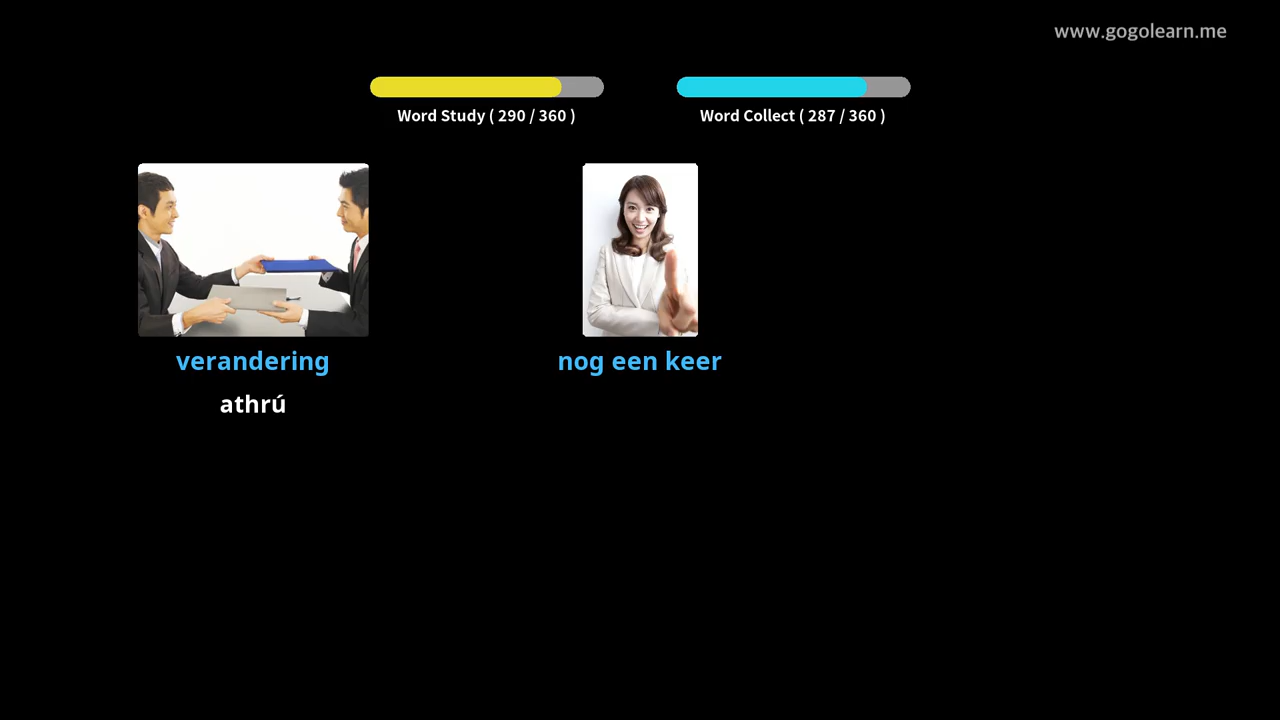 www.gogolearn.me
Word Study ( 290 / 360 )
Word Collect ( 287 / 360 )
verandering
nog een keer
athrú